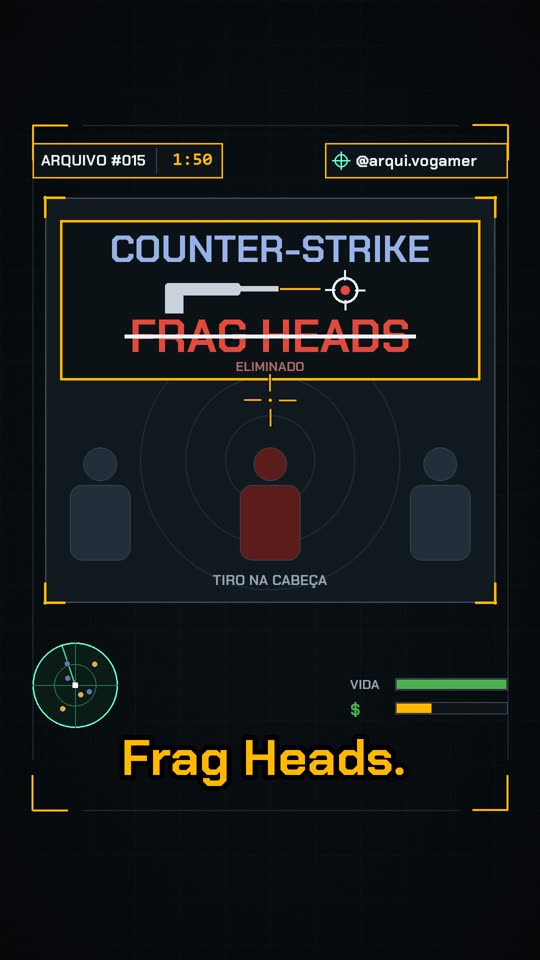 ARQUIVO #015
1:50
@arqui.vogamer
COUNTER-STRIKE
FRAG HEADS
ELIMINADO
TIRO NA CABEÇA
VIDA
$
Frag Heads.